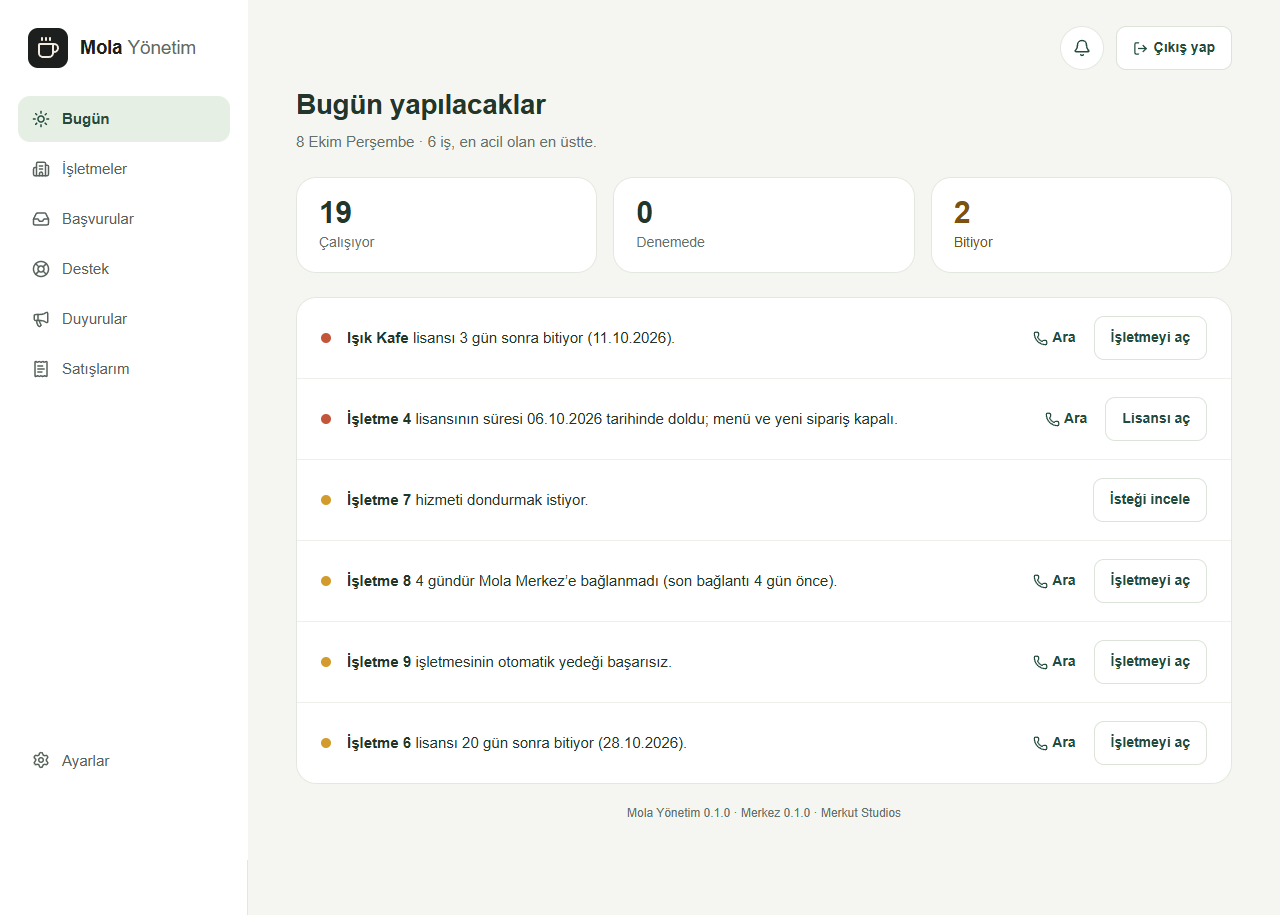 Mola Yönetim
Çıkış yap
Bugün
İşletmeler
Başvurular
Destek
Duyurular
Satışlarım
Ayarlar
Bugün yapılacaklar
8 Ekim Perşembe · 6 iş, en acil olan en üstte.
19
Çalışıyor
0
Denemede
2
Bitiyor
Işık Kafe lisansı 3 gün sonra bitiyor (11.10.2026).
Ara
İşletmeyi aç
İşletme 4 lisansının süresi 06.10.2026 tarihinde doldu; menü ve yeni sipariş kapalı.
Ara
Lisansı aç
İşletme 7 hizmeti dondurmak istiyor.
İsteği incele
İşletme 8 4 gündür Mola Merkez'e bağlanmadı (son bağlantı 4 gün önce).
Ara
İşletmeyi aç
İşletme 9 işletmesinin otomatik yedeği başarısız.
Ara
İşletmeyi aç
İşletme 6 lisansı 20 gün sonra bitiyor (28.10.2026).
Ara
İşletmeyi aç
Mola Yönetim 0.1.0 · Merkez 0.1.0 · Merkut Studios